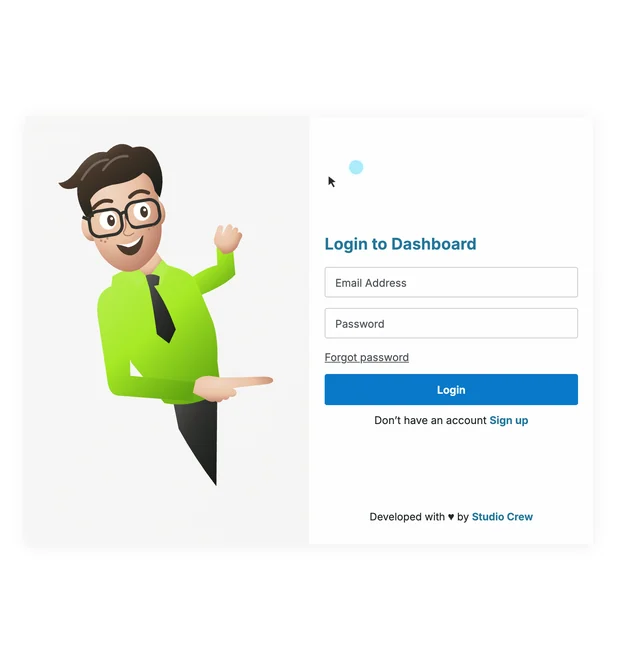 Login to Dashboard
Email Address
Password
Forgot password
Login
Don’t have an account Sign up
Developed with ♥ by Studio Crew